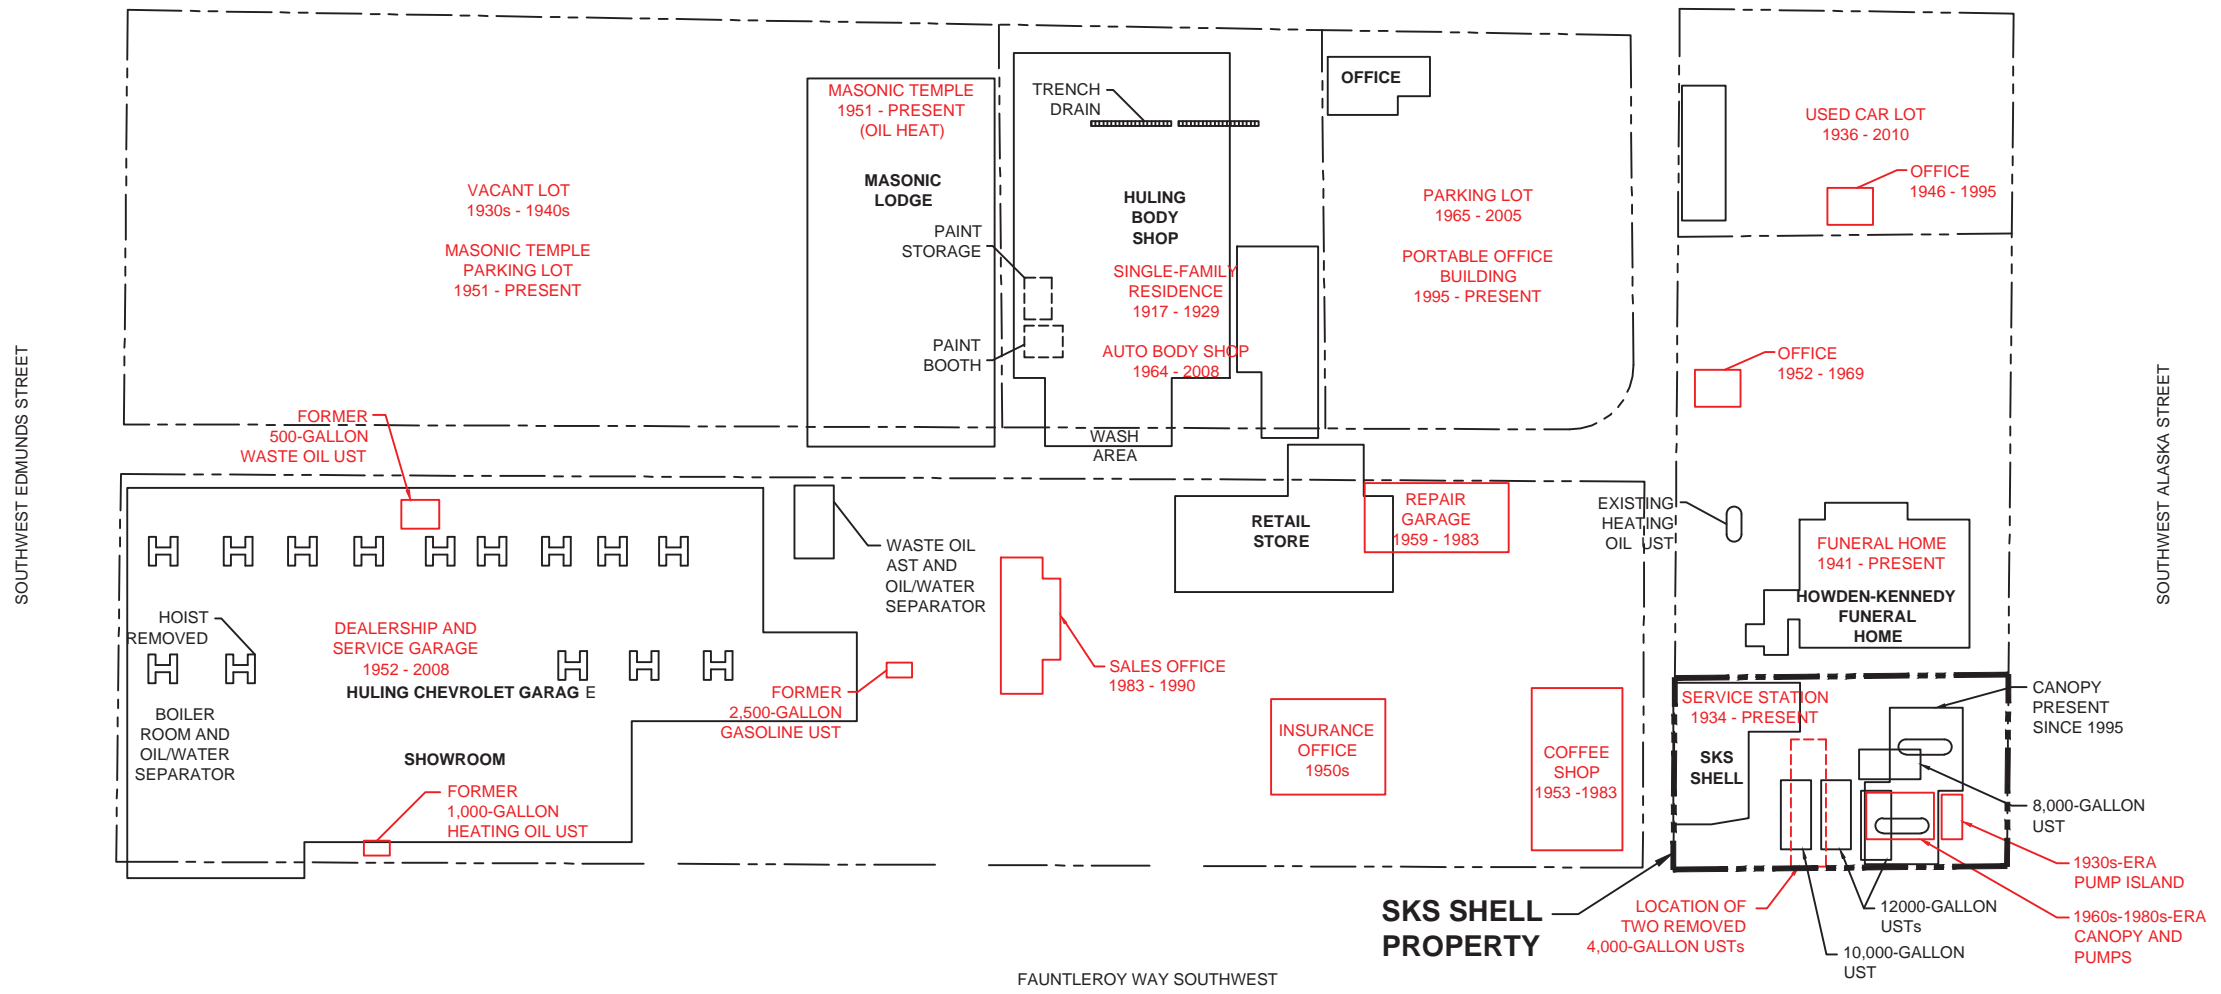 SOUTHWEST EDMUNDS STREET
VACANT LOT
1930s - 1940s
MASONIC TEMPLE
PARKING LOT
1951 - PRESENT
MASONIC TEMPLE
1951 - PRESENT
(OIL HEAT)
MASONIC
LODGE
TRENCH
DRAIN
PAINT
STORAGE
PAINT
BOOTH
HULING
BODY
SHOP
SINGLE-FAMILY
RESIDENCE
1917 - 1929
AUTO BODY SHOP
1964 - 2008
WASH
AREA
OFFICE
PARKING LOT
1965 - 2005
PORTABLE OFFICE
BUILDING
1995 - PRESENT
USED CAR LOT
1936 - 2010
OFFICE
1946 - 1995
OFFICE
1952 - 1969
SOUTHWEST ALASKA STREET
FORMER
500-GALLON
WASTE OIL UST
HOIST
REMOVED
DEALERSHIP AND
SERVICE GARAGE
1952 - 2008
HULING CHEVROLET GARAG E
BOILER
ROOM AND
OIL/WATER
SEPARATOR
SHOWROOM
FORMER
1,000-GALLON
HEATING OIL UST
FORMER
2,500-GALLON
GASOLINE UST
WASTE OIL
AST AND
OIL/WATER
SEPARATOR
SALES OFFICE
1983 - 1990
RETAIL
STORE
REPAIR
GARAGE
1959 - 1983
INSURANCE
OFFICE
1950s
COFFEE
SHOP
1953 -1983
EXISTING
HEATING
OIL UST
FUNERAL HOME
1941 - PRESENT
HOWDEN-KENNEDY
FUNERAL
HOME
SERVICE STATION
1934 - PRESENT
SKS
SHELL
CANOPY
PRESENT
SINCE 1995
8,000-GALLON
UST
1930s-ERA
PUMP ISLAND
1960s-1980s-ERA
CANOPY AND
PUMPS
12000-GALLON
USTs
10,000-GALLON
UST
LOCATION OF
TWO REMOVED
4,000-GALLON USTs
SKS SHELL
PROPERTY
FAUNTLEROY WAY SOUTHWEST